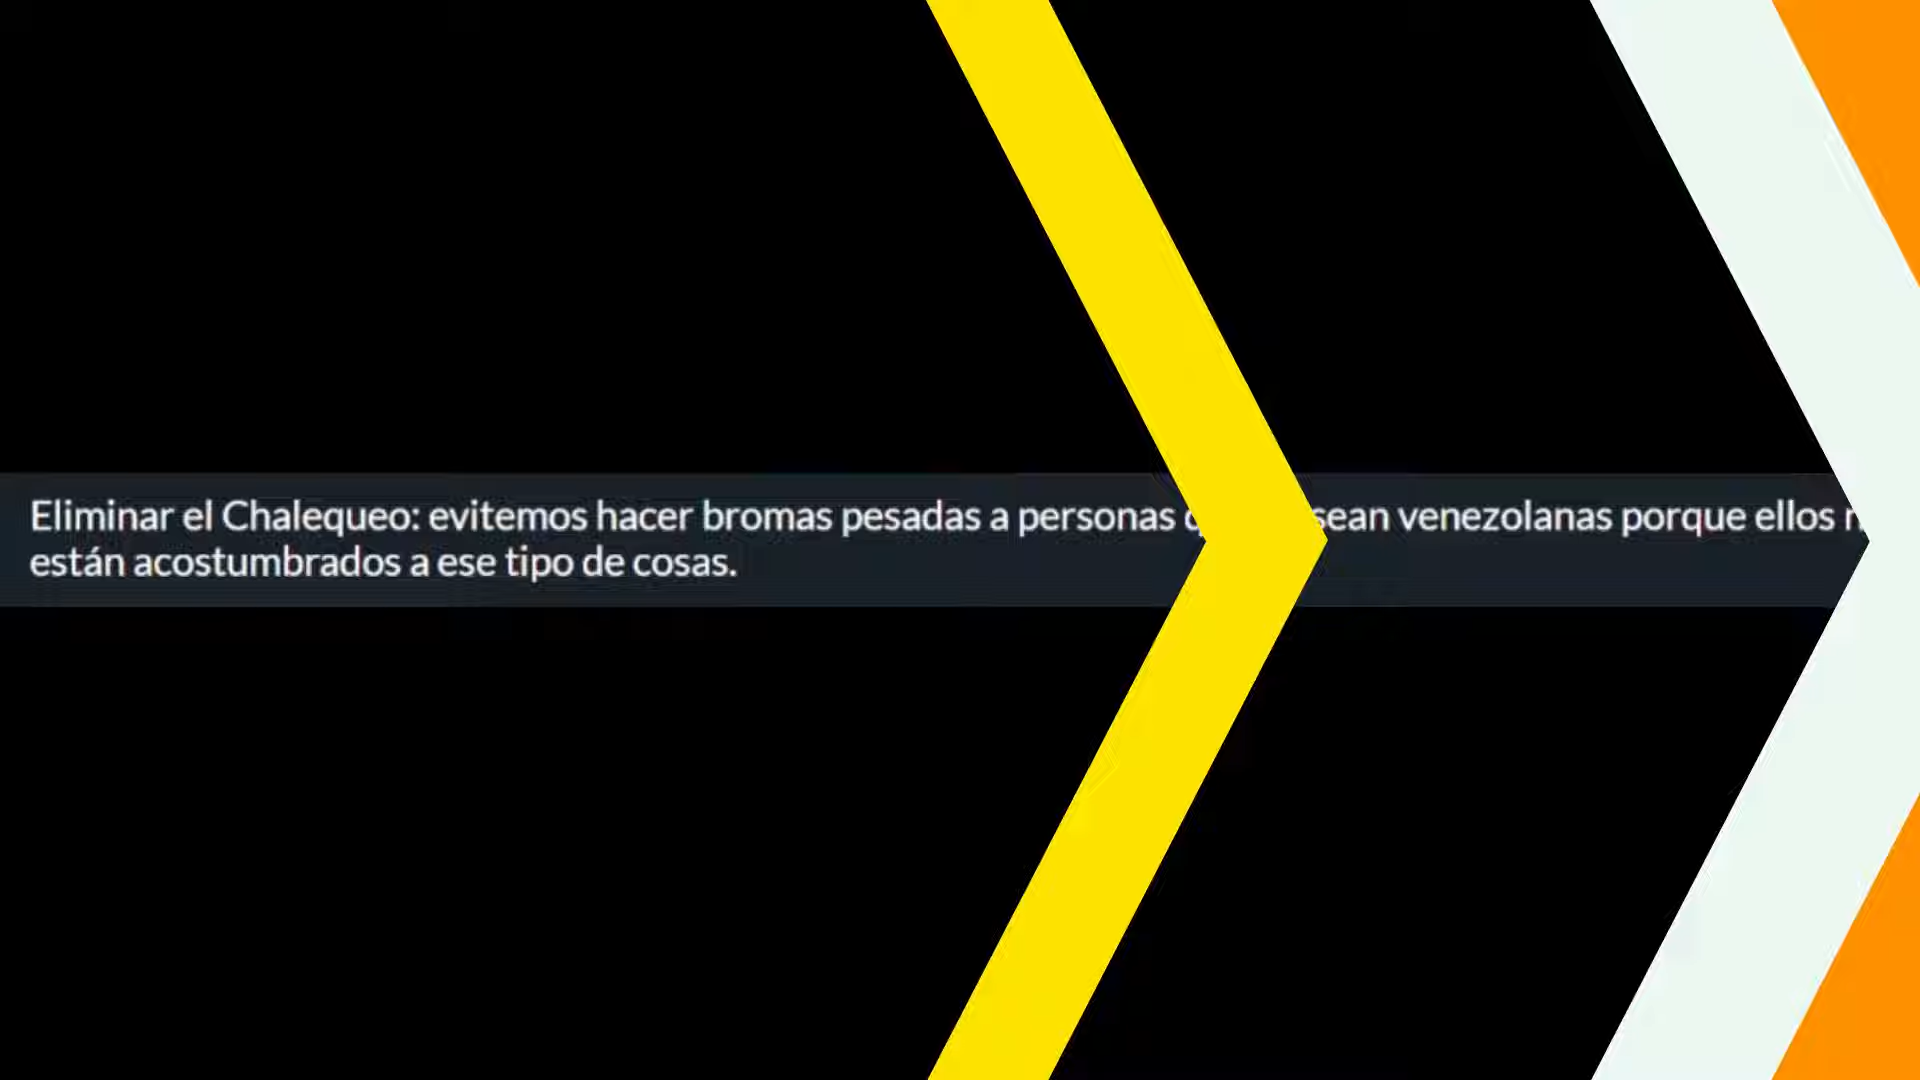 Eliminar el Chalequeo: evitemos hacer bromas pesadas a personas sean venezolanas porque ellos
están acostumbrados a ese tipo de cosas.